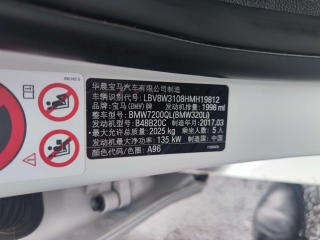 华晨宝马汽车有限公司制造
车辆识别代号: LBV8W3108HMH19812
品牌: 宝马(BMW)牌 发动机排量: 1998 ml
整车型号: BMW7200QL(BMW320Li)
发动机型号: B48B20C 制造年月: 2017.03
最大允许总质量: 2025 kg 乘坐人数: 5 人
发动机最大净功率: 135 kW 制造国: 中国
颜色代码/色圈: A96